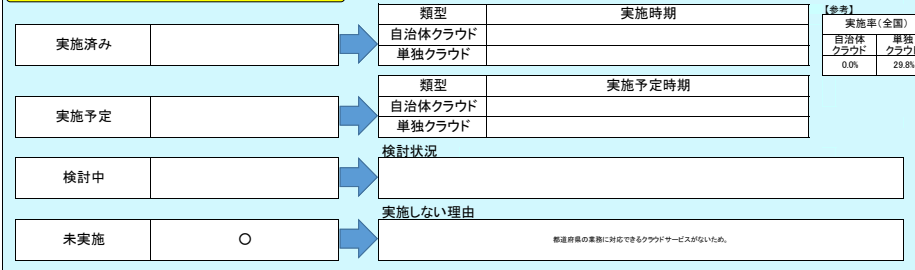 類型 実施時期
【参考】
実施率(全国)
実施済み
自治体クラウド
単独クラウド
自治体 単独
クラウド クラウド
0.0% 29.8%
類型 実施予定時期
実施予定
自治体クラウド
単独クラウド
検討状況
検討中
実施しない理由
未実施 ○
都道府県の業務に対応できるクラウドサービスがないため。